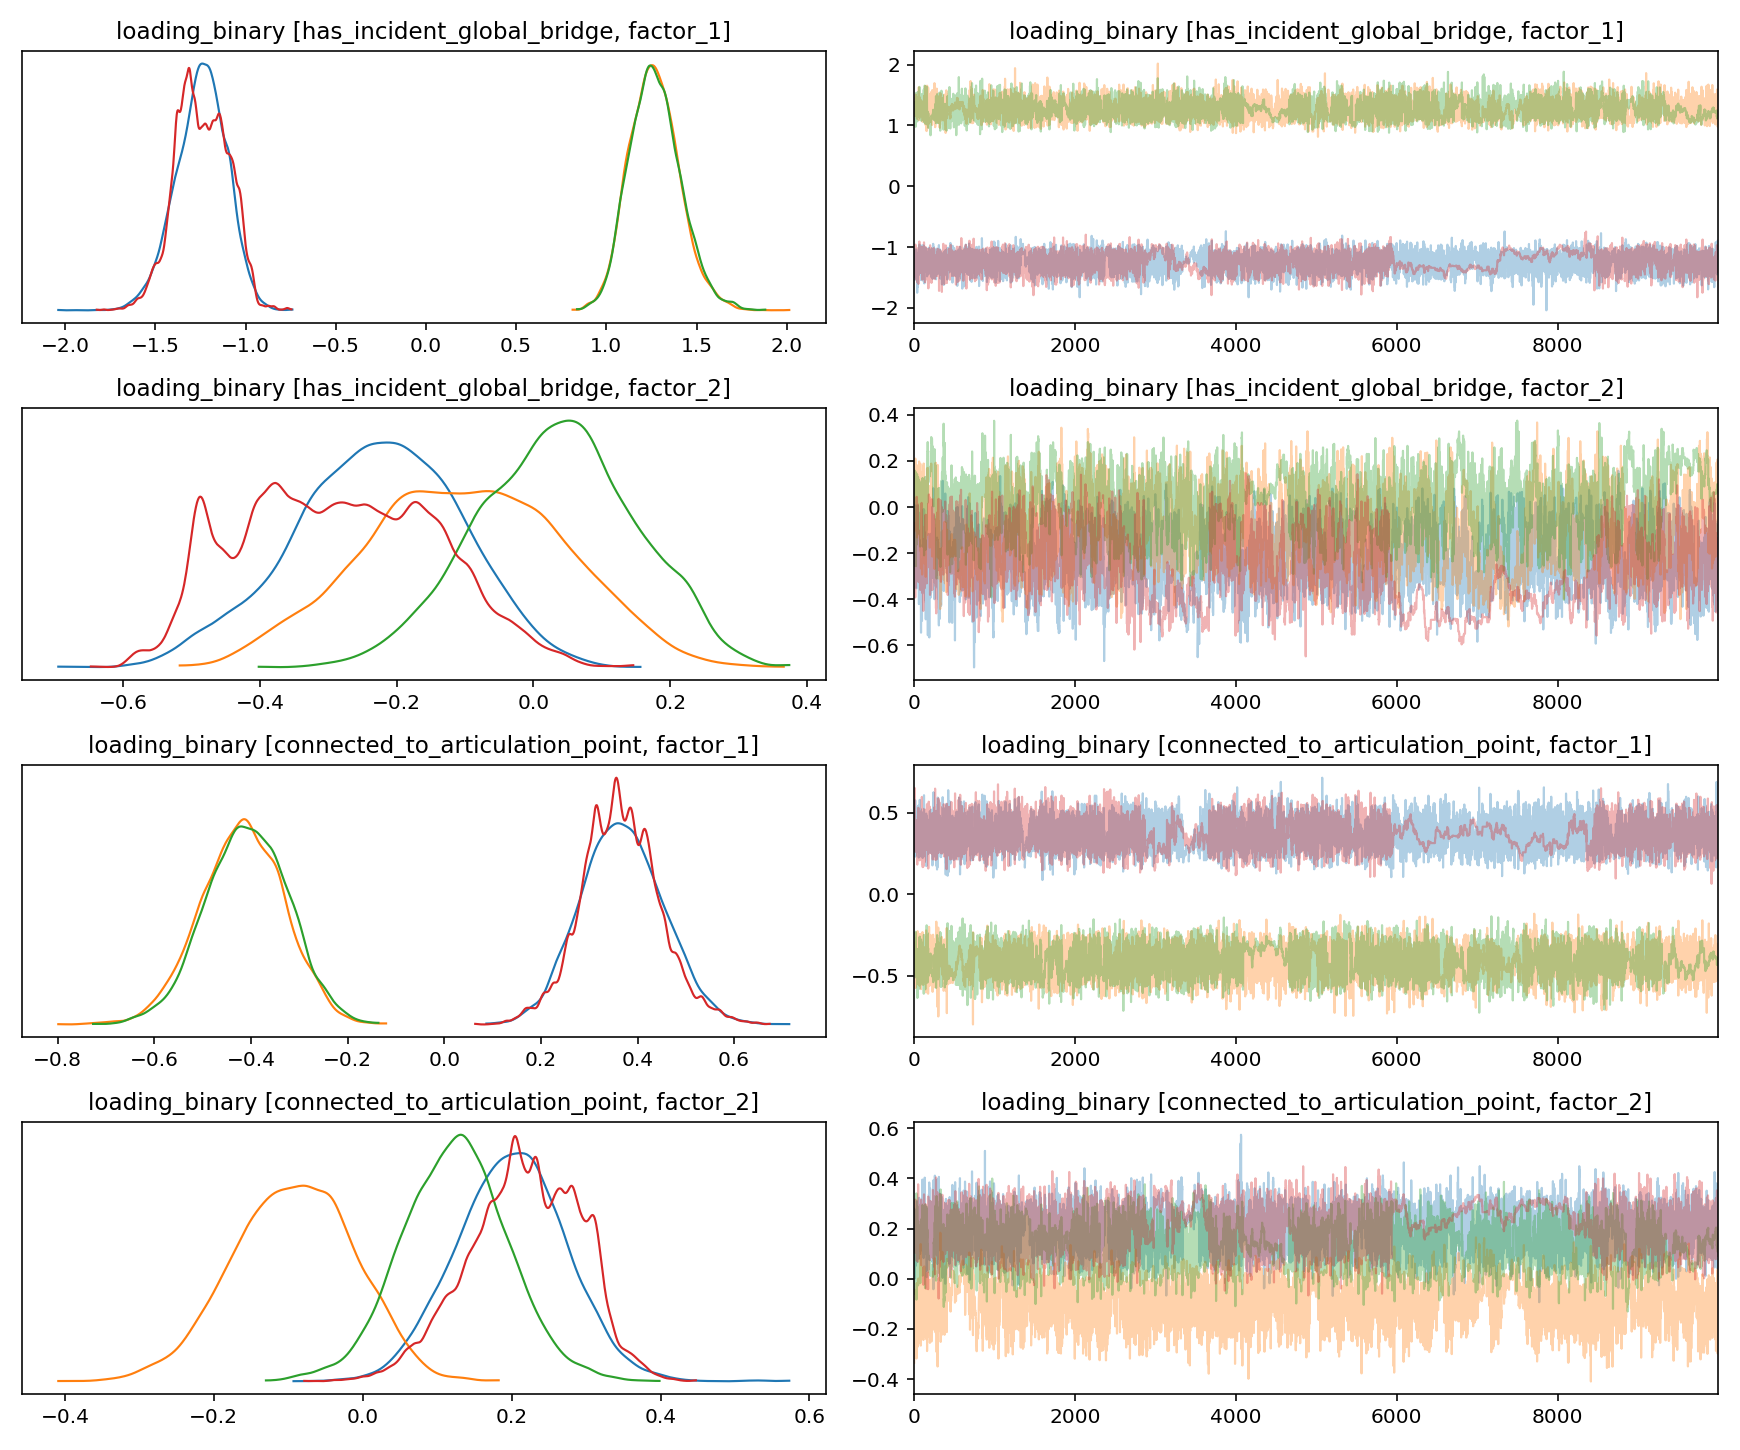 loading_binary [has_incident_global_bridge, factor_1]
−2.0 −1.5 −1.0 −0.5 0.0 0.5 1.0 1.5 2.0
loading_binary [has_incident_global_bridge, factor_1]
2
1
0
−1
−2
0 2000 4000 6000 8000
loading_binary [has_incident_global_bridge, factor_2]
−0.6 −0.4 −0.2 0.0 0.2 0.4
loading_binary [has_incident_global_bridge, factor_2]
0.4
0.2
0.0
−0.2
−0.4
−0.6
0 2000 4000 6000 8000
loading_binary [connected_to_articulation_point, factor_1]
−0.8 −0.6 −0.4 −0.2 0.0 0.2 0.4 0.6
loading_binary [connected_to_articulation_point, factor_1]
0.5
0.0
−0.5
0 2000 4000 6000 8000
loading_binary [connected_to_articulation_point, factor_2]
−0.4 −0.2 0.0 0.2 0.4 0.6
loading_binary [connected_to_articulation_point, factor_2]
0.6
0.4
0.2
0.0
−0.2
−0.4
0 2000 4000 6000 8000